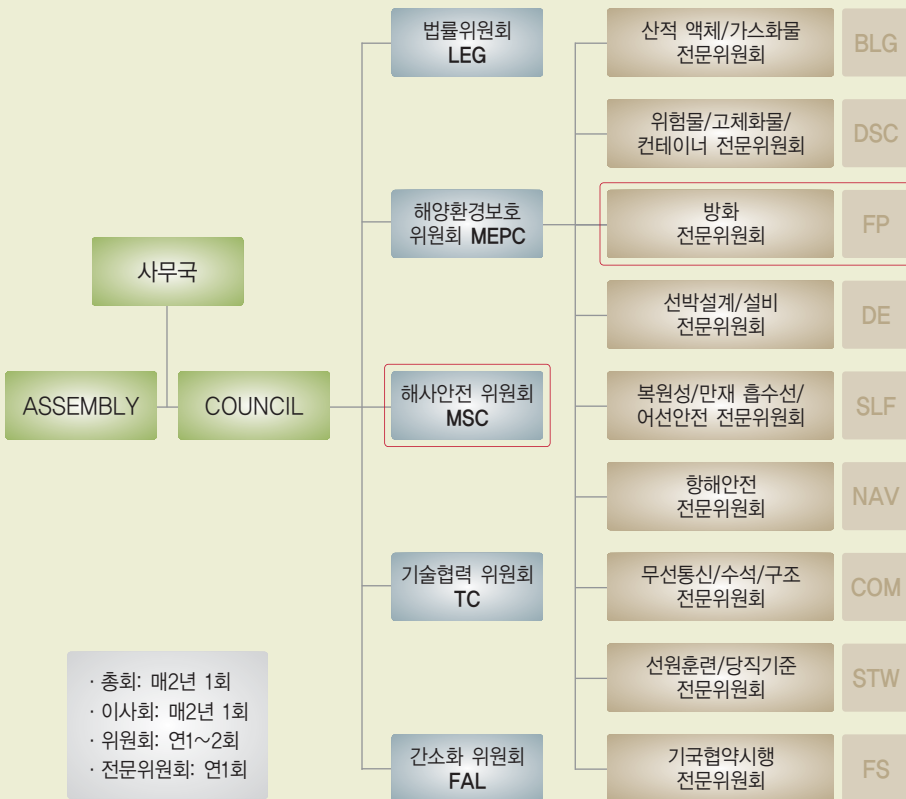 사무국
ASSEMBLY
COUNCIL
· 총회: 매2년 1회
· 이사회: 매2년 1회
· 위원회: 연1~2회
· 전문위원회: 연1회
법률위원회
LEG
해양환경보호
위원회 MEPC
해사안전 위원회
MSC
기술협력 위원회
TC
간소화 위원회
FAL
산적 액체/가스화물
전문위원회
BLG
위험물/고체화물/
컨테이너 전문위원회
DSC
방화
전문위원회
FP
선박설계/설비
전문위원회
DE
복원성/만재 흡수선/
어선안전 전문위원회
SLF
항해안전
전문위원회
NAV
무선통신/수석/구조
전문위원회
COM
선원훈련/당직기준
전문위원회
STW
기국협약시행
전문위원회
FS